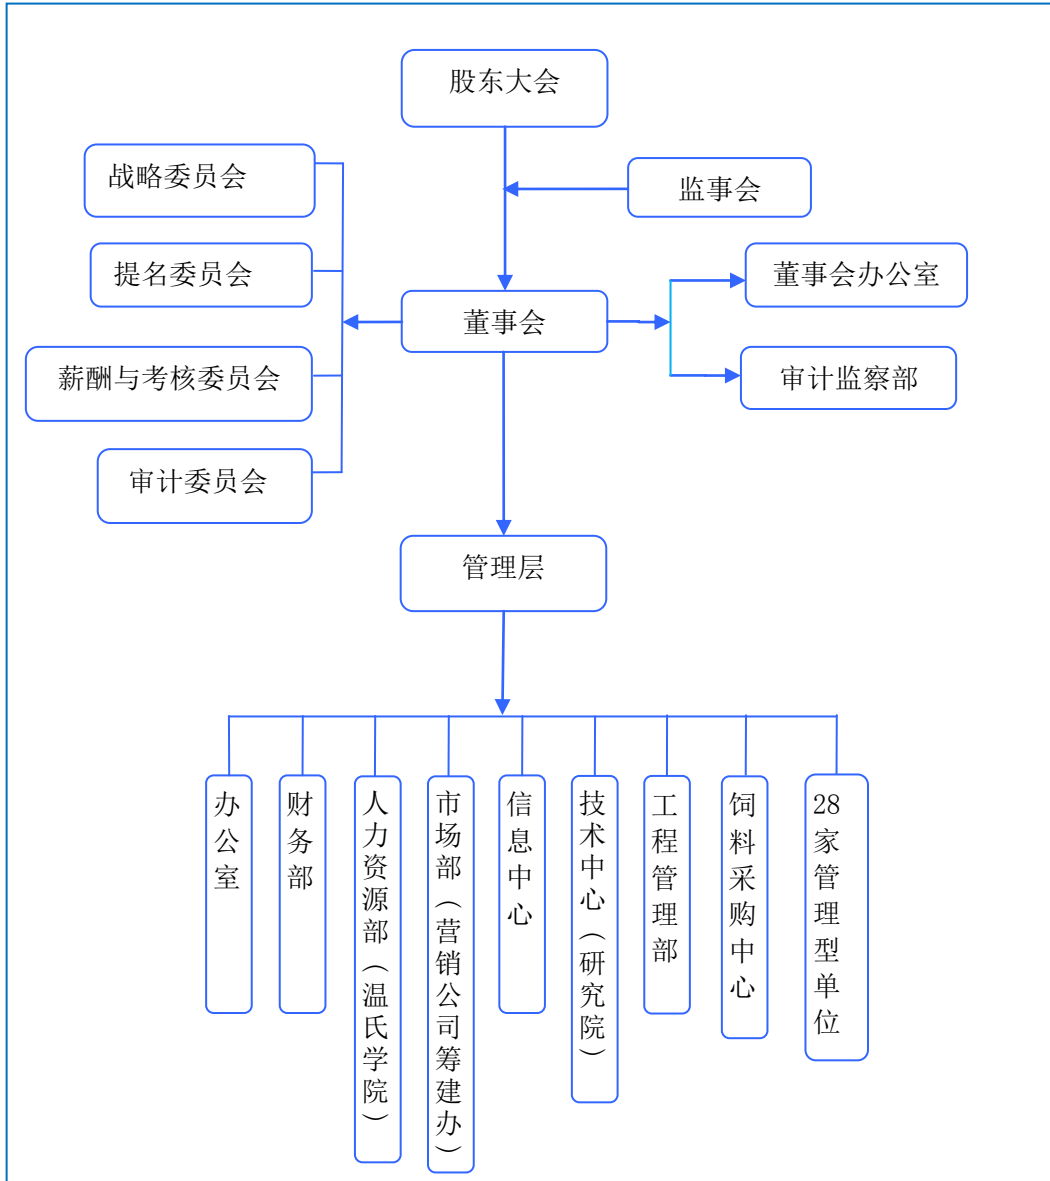 股东大会
战略委员会
监事会
提名委员会
董事会办公室
董事会
薪酬与考核委员会
审计监察部
审计委员会
管理层
办公室
财务部
人力资源部（温氏学院）
市场部（营销公司筹建办）
信息中心
技术中心（研究院）
工程管理部
饲料采购中心
28家管理型单位